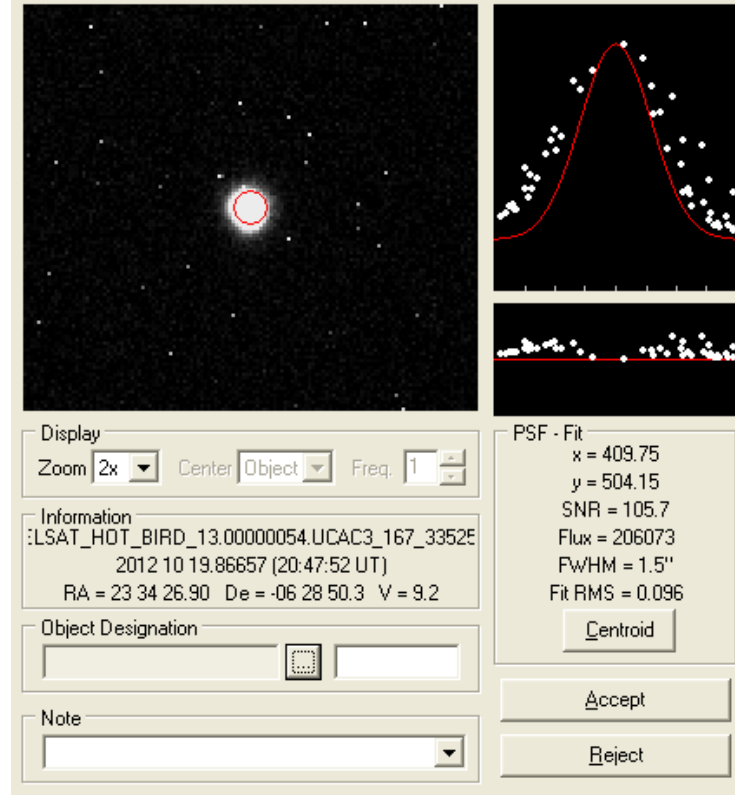 Display
Zoom 2x Center Object Freq. 1
Information
ELSAT_HOT_BIRD_13.00000054.UCAC3_167_33525
2012 10 19.86657 (20:47:52 UT)
RA = 23 34 26.90 De = -06 28 50.3 V = 9.2
Object Designation
...
Note
PSF - Fit
x = 409.75
y = 504.15
SNR = 105.7
Flux = 206073
FWHM = 1.5''
Fit RMS = 0.096
Centroid
Accept
Reject